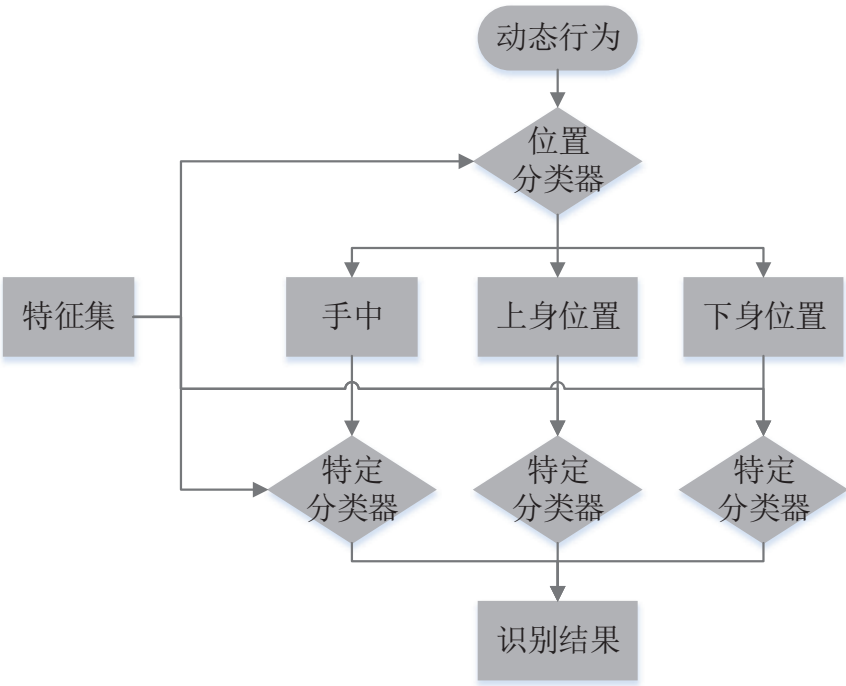 动态行为
位置
分类器
特征集
手中
上身位置
下身位置
特定
分类器
特定
分类器
特定
分类器
识别结果